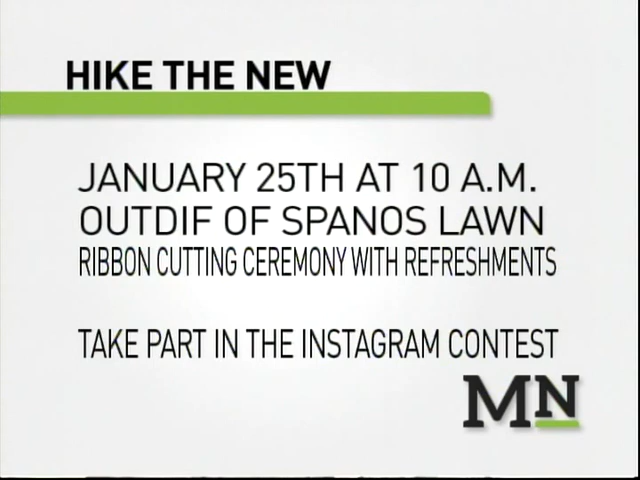 HIKE THE NEW
JANUARY 25TH AT 10 A.M.
OUTDIF OF SPANOS LAWN
RIBBON CUTTING CEREMONY WITH REFRESHMENTS
TAKE PART IN THE INSTAGRAM CONTEST
MN